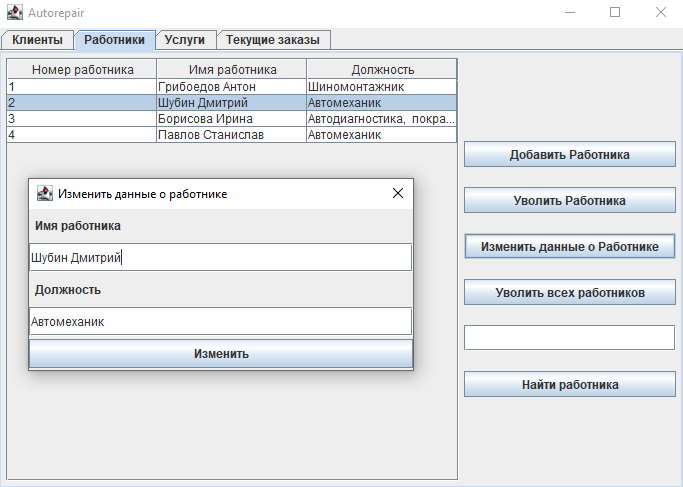 Autorepair
Клиенты Работники Услуги Текущие заказы
Номер работника Имя работника Должность
1 Грибоедов Антон Шиномонтажник
2 Шубин Дмитрий Автомеханик
3 Борисова Ирина Автодиагностика, покра...
4 Павлов Станислав Автомеханик
Добавить Работника
Уволить Работника
Изменить данные о Работнике
Уволить всех работников
Найти работника
Изменить данные о работнике
Имя работника
Шубин Дмитрий
Должность
Автомеханик
Изменить